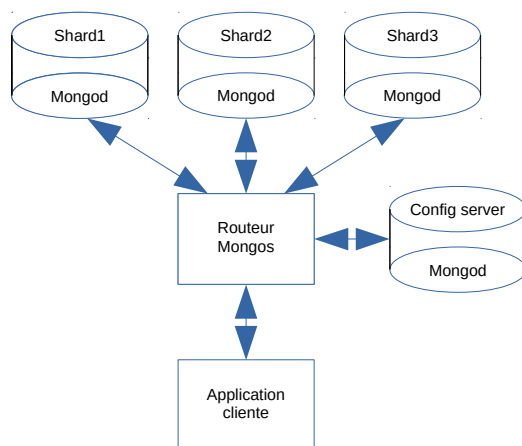 Shard1
Shard2
Shard3
Mongod
Mongod
Mongod
Routeur
Mongos
Config server
Mongod
Application
cliente